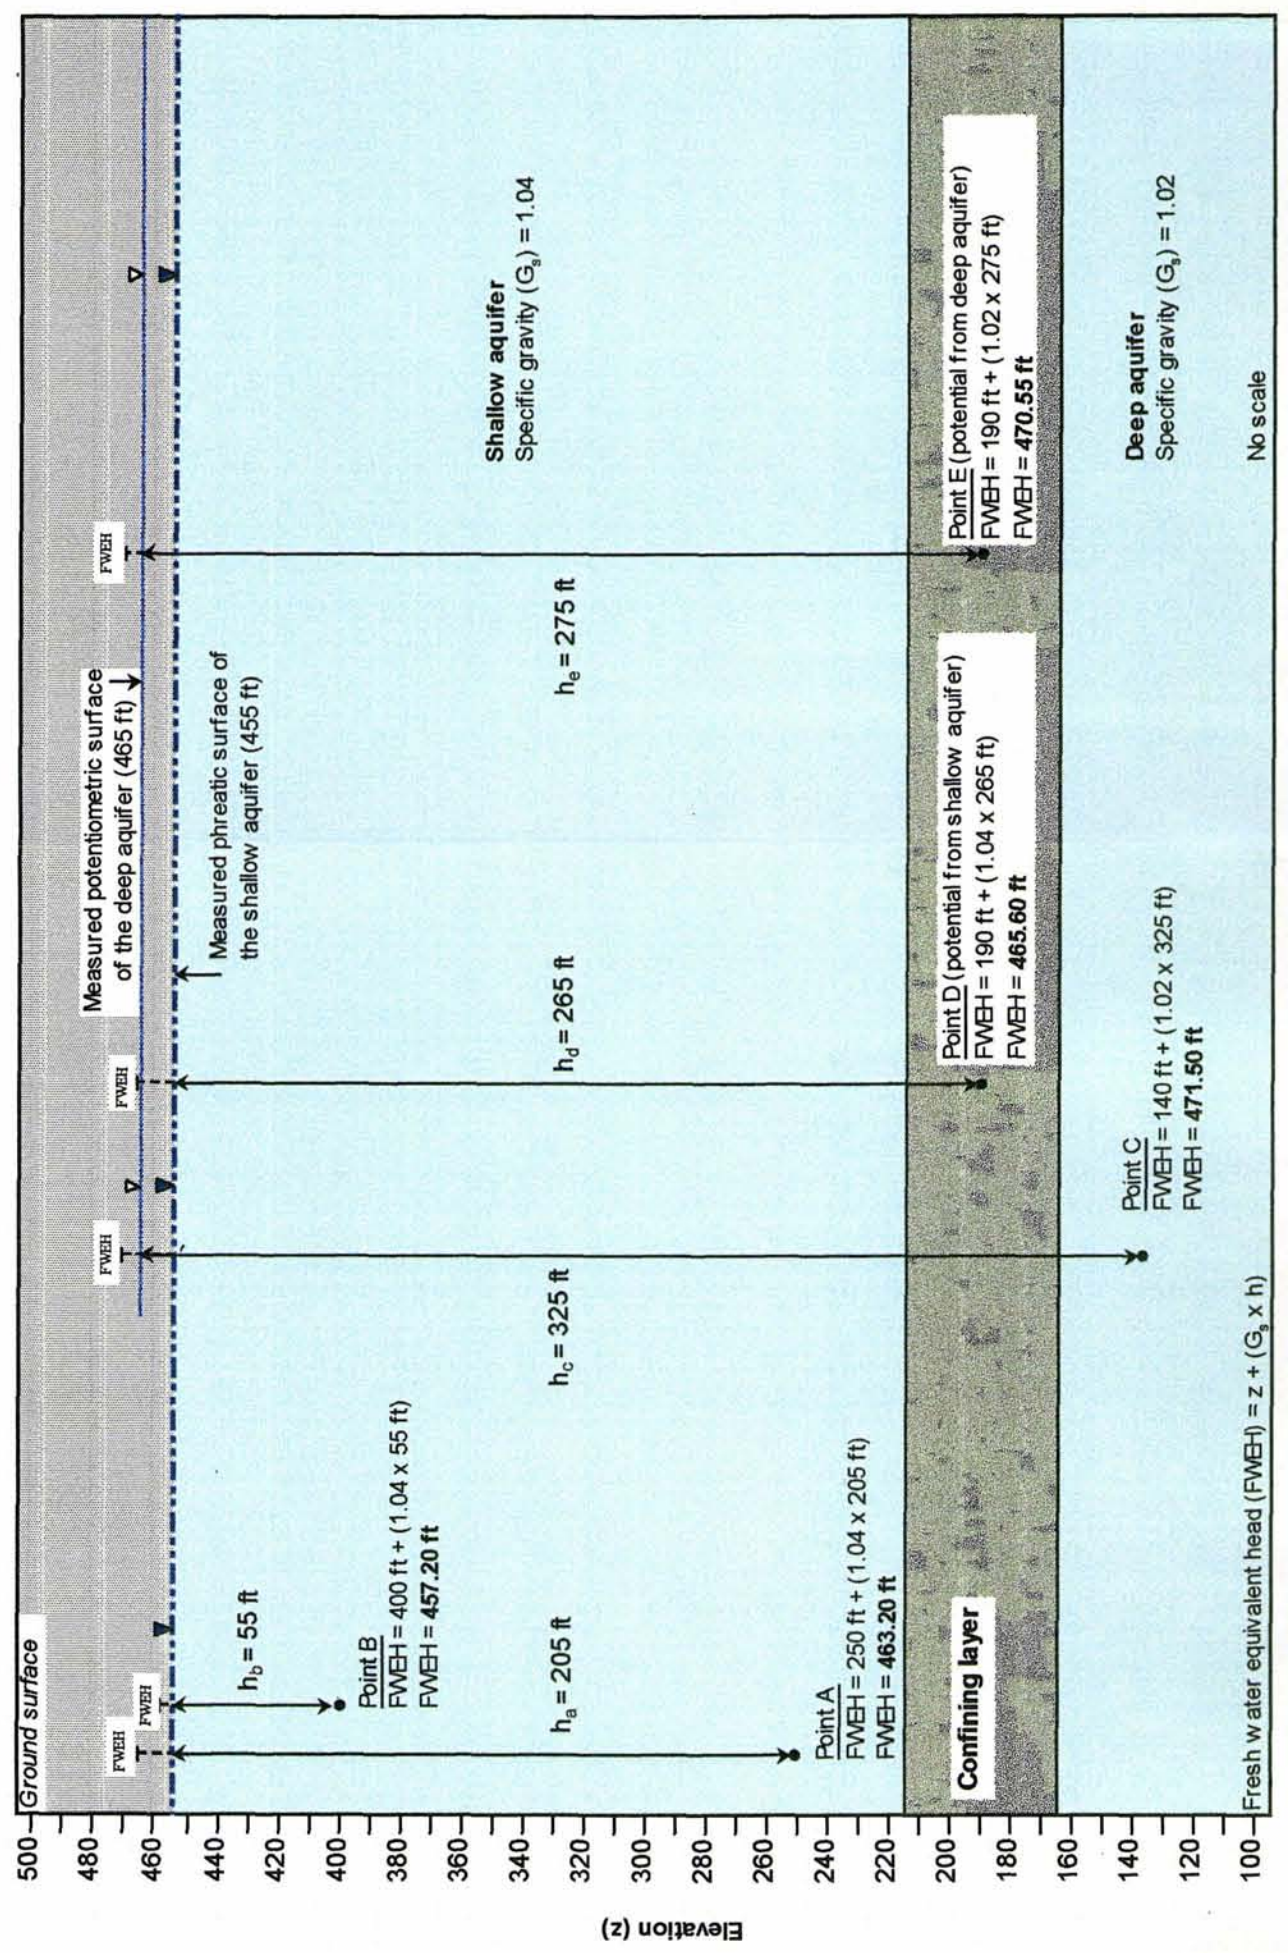 Ground surface
500
480
460
440
420
400
380
360
340
320
300
280
260
240
220
200
180
160
140
120
100
Elevation (z)
FWEH
FWEH
FWEH
FWEH
FWEH
Measured potentiometric surface
of the deep aquifer (465 ft)
Measured phreatic surface of
the shallow aquifer (455 ft)
h_b = 55 ft
Point B
FWEH = 400 ft + (1.04 x 55 ft)
FWEH = 457.20 ft
h_a = 205 ft
Point A
FWEH = 250 ft + (1.04 x 205 ft)
FWEH = 463.20 ft
h_c = 325 ft
h_d = 265 ft
h_e = 275 ft
Shallow aquifer
Specific gravity (G_s) = 1.04
Confining layer
Point D (potential from shallow aquifer)
FWEH = 190 ft + (1.04 x 265 ft)
FWEH = 465.60 ft
Point E (potential from deep aquifer)
FWEH = 190 ft + (1.02 x 275 ft)
FWEH = 470.55 ft
Point C
FWEH = 140 ft + (1.02 x 325 ft)
FWEH = 471.50 ft
Deep aquifer
Specific gravity (G_s) = 1.02
Fresh water equivalent head (FWEH) = z + (G_s x h)
No scale